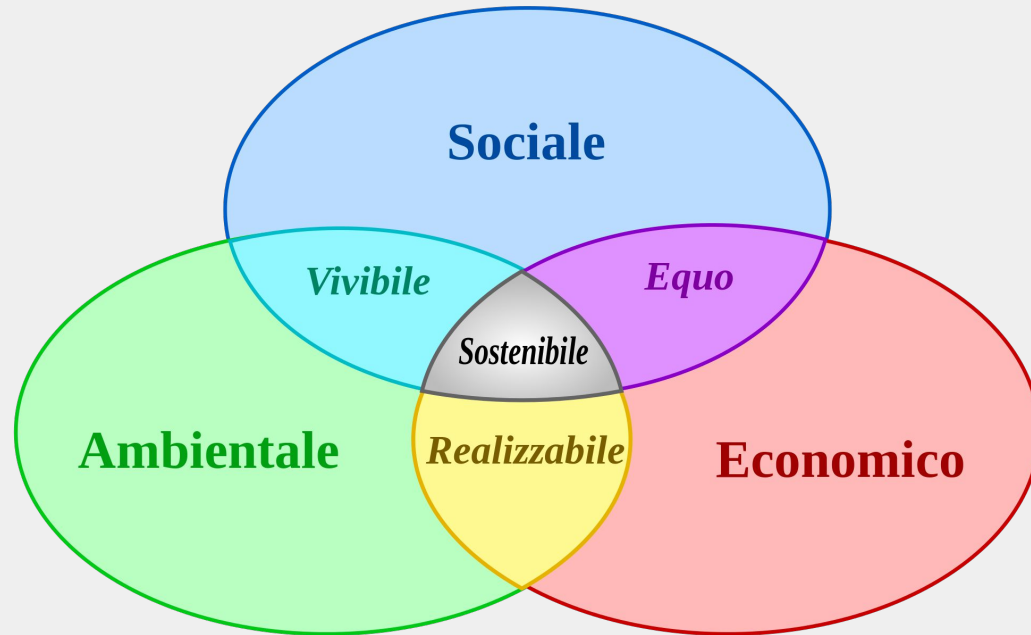 Sociale
Vivibile
Equo
Sostenibile
Ambientale
Realizzabile
Economico